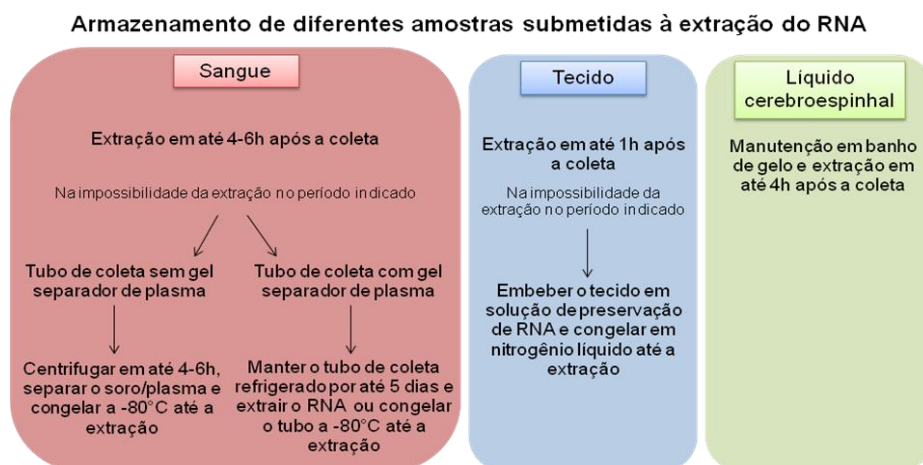 Armazenamento de diferentes amostras submetidas à extração do RNA
Sangue
Extração em até 4-6h após a coleta
Na impossibilidade da extração no período indicado
Tubo de coleta sem gel
separador de plasma
Centrifugar em até 4-6h,
separar o soro/plasma e
congelar a -80°C até a
extração
Tubo de coleta com gel
separador de plasma
Manter o tubo de coleta
refrigerado por até 5 dias e
extrair o RNA ou congelar
o tubo a -80°C até a
extração
Tecido
Extração em até 1h após
a coleta
Na impossibilidade da
extração no período indicado
Embeber o tecido em
solução de preservação
de RNA e congelar em
nitrogênio líquido até a
extração
Líquido
cerebroespinhal
Manutenção em banho
de gelo e extração em
até 4h após a coleta